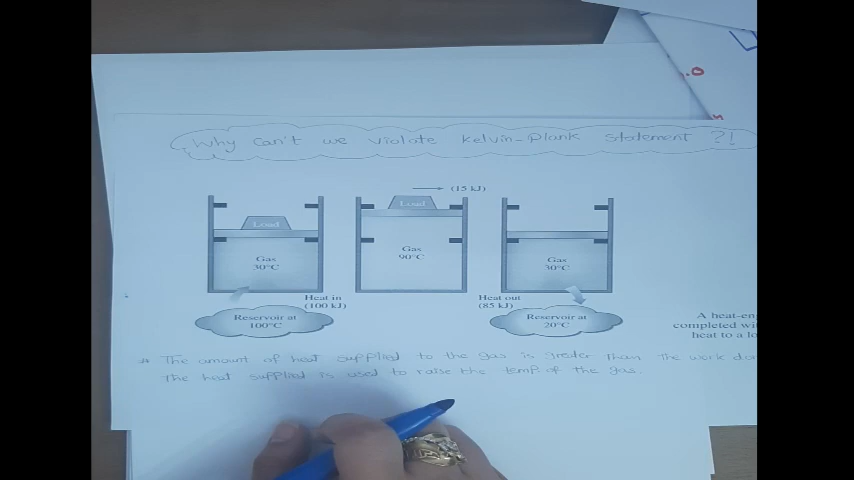 Why can't we violate Kelvin-Plank statement ?!
(15 kJ)
Load
Load
Gas
30°C
Gas
90°C
Gas
30°C
Heat in
(100 kJ)
Heat out
(85 kJ)
Reservoir at
100°C
Reservoir at
20°C
A heat-en
completed wi
heat to a lo
The amount of heat supplied to the gas is greater than the work don
The heat supplied is used to raise the temp of the gas.